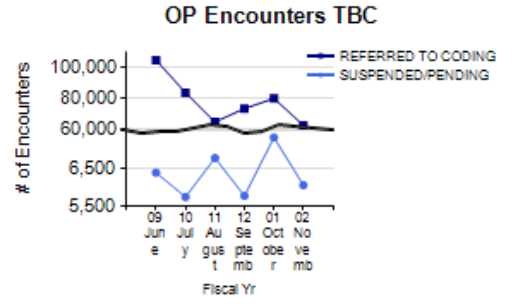 OP Encounters TBC
REFERRED TO CODING
SUSPENDED/PENDING
# of Encounters
100,000
80,000
60,000
6,500
5,500
09
Jun
e
10
Jul
y
11
Au
gus
t
12
Se
pte
mb
01
Oct
obe
r
02
No
ve
mb
Fiscal Yr